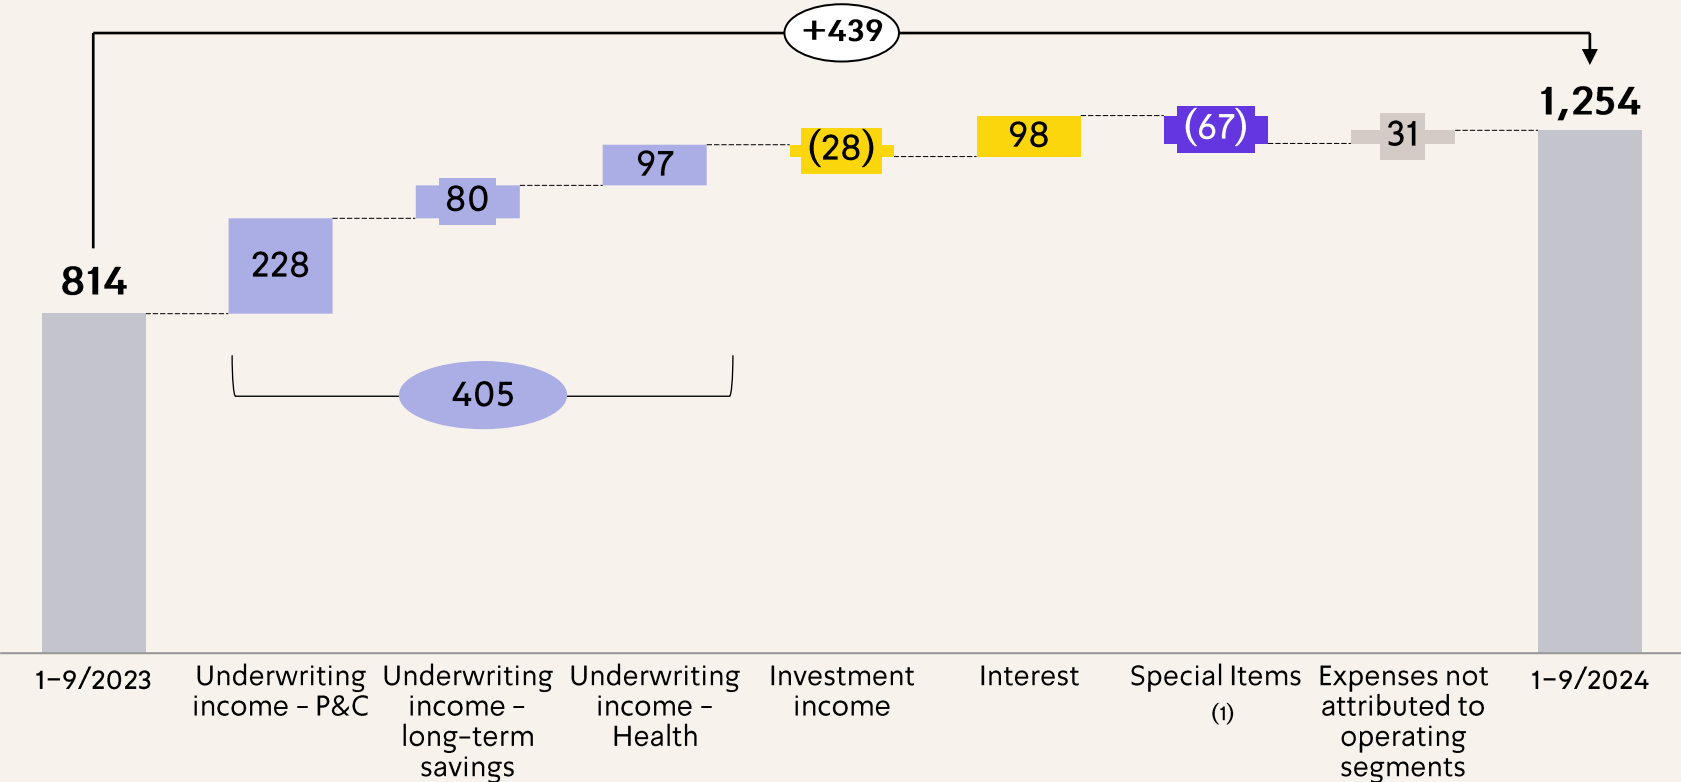 +439
1,254
814
228
80
97
(28)
98
(67)
31
405
1-9/2023
Underwriting
income - P&C
Underwriting
income -
long-term
savings
Underwriting
income -
Health
Investment
income
Interest
Special Items
(1)
Expenses not
attributed to
operating
segments
1-9/2024